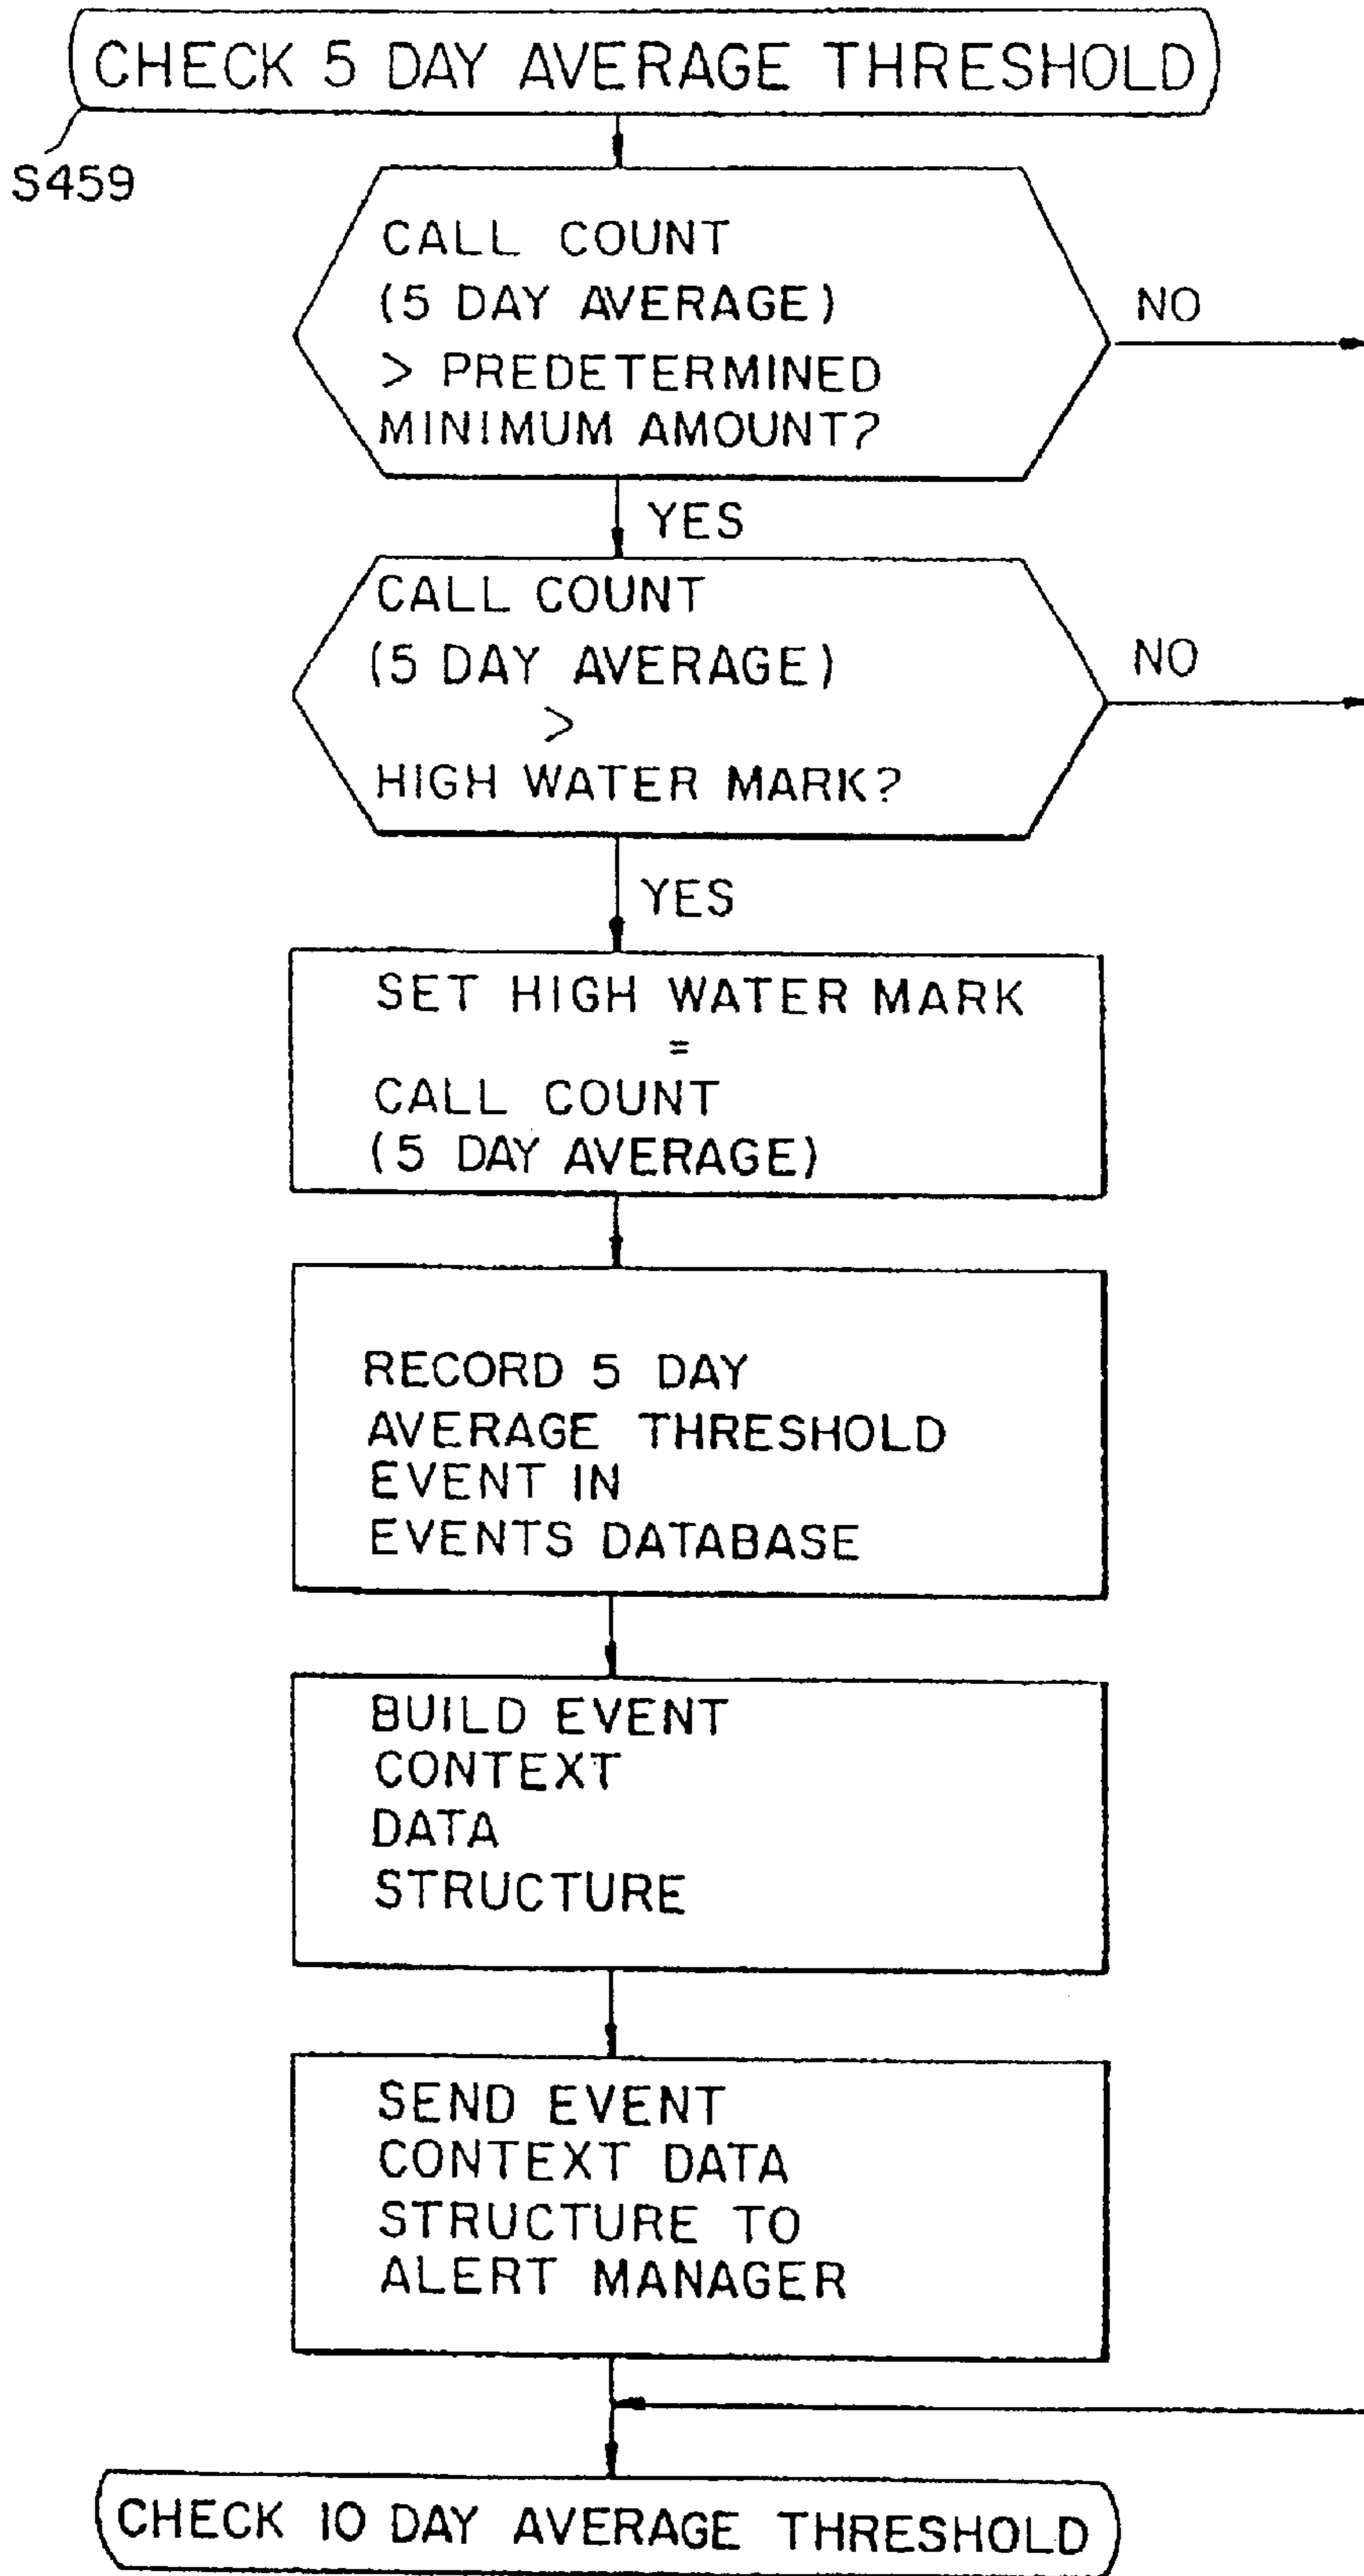 CHECK 5 DAY AVERAGE THRESHOLD
S459
CALL COUNT
(5 DAY AVERAGE)
> PREDETERMINED
MINIMUM AMOUNT?
NO
YES
CALL COUNT
(5 DAY AVERAGE)
>
HIGH WATER MARK?
NO
YES
SET HIGH WATER MARK
=
CALL COUNT
(5 DAY AVERAGE)
RECORD 5 DAY
AVERAGE THRESHOLD
EVENT IN
EVENTS DATABASE
BUILD EVENT
CONTEXT
DATA
STRUCTURE
SEND EVENT
CONTEXT DATA
STRUCTURE TO
ALERT MANAGER
CHECK 10 DAY AVERAGE THRESHOLD